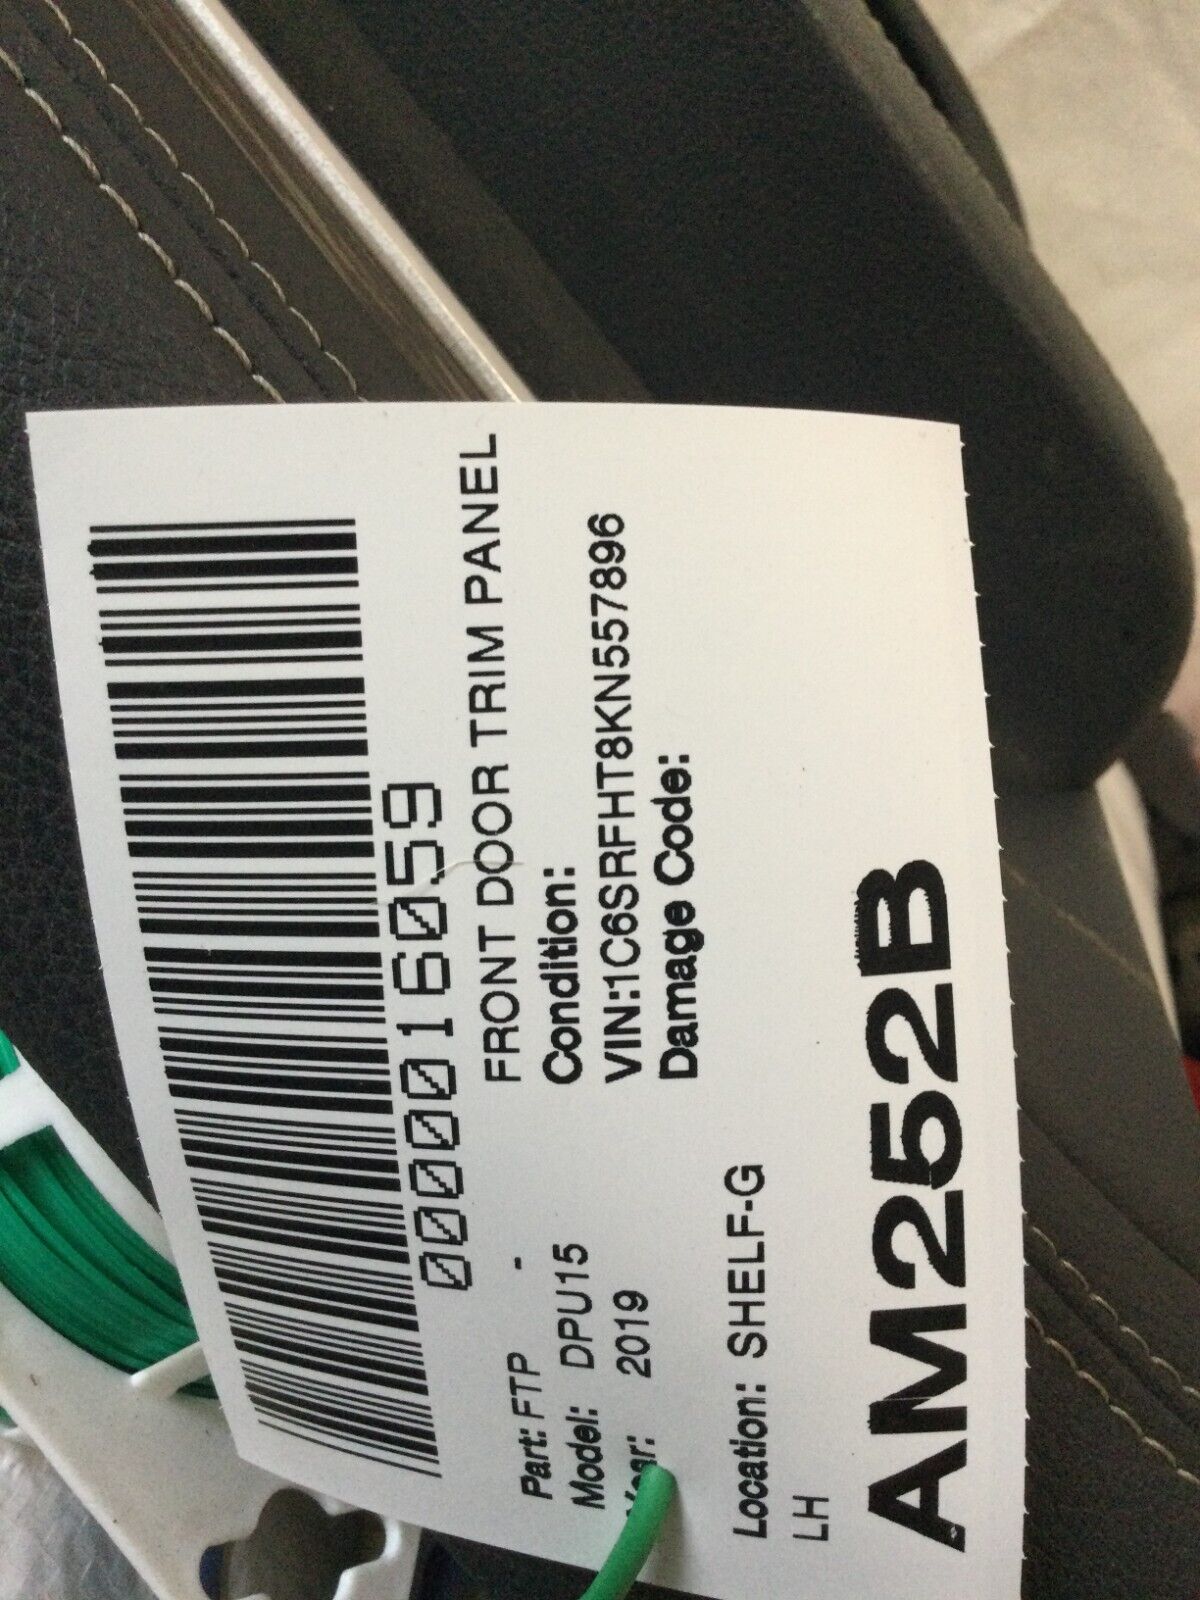 0000016059
FRONT DOOR TRIM PANEL
Part: FTP -
Condition:
Model: DPU15
VIN:1C6SRFHT8KN557896
Year: 2019
Damage Code:
Location: SHELF-G
LH
AM252B